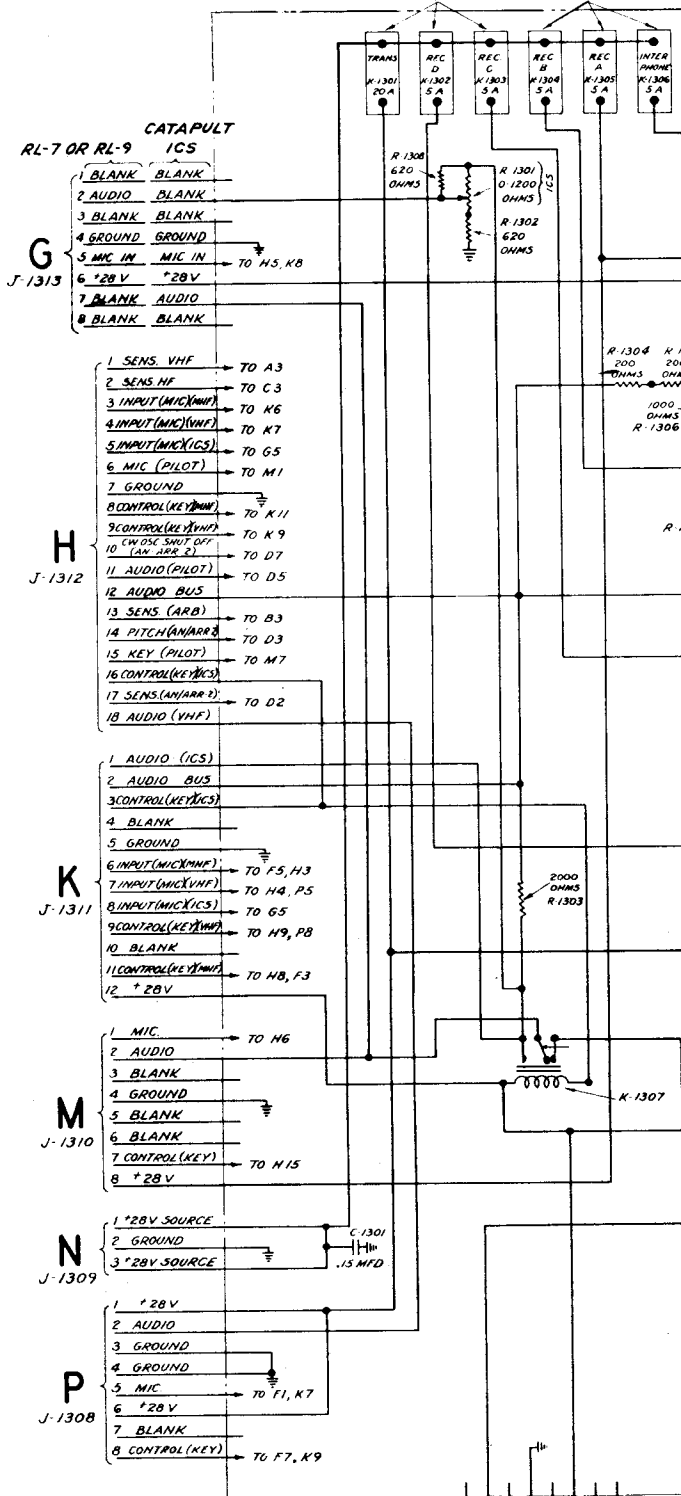 TRANS
K-1301
20 A
REC
D
K-1302
5 A
REC
C
K-1303
5 A
REC
B
K-1304
5 A
REC
A
K-1305
5 A
INTER
PHONE
K-1306
5 A
RL-7 OR RL-9
CATAPULT
ICS
G
J-1313
1 BLANK BLANK
2 AUDIO BLANK
3 BLANK BLANK
4 GROUND GROUND
5 MIC IN MIC IN TO H5, K8
6 +28V +28V
7 BLANK AUDIO
8 BLANK BLANK
R-1308
620
OHMS
R-1301
0-1200
OHMS
ICS
R-1302
620
OHMS
R-1304
200
OHMS
1000
OHMS
R-1306
H
J-1312
1 SENS. VHF TO A3
2 SENS HF TO C3
3 INPUT (MIC)(MHF) TO K6
4 INPUT (MIC)(VHF) TO K7
5 INPUT (MIC)(ICS) TO G5
6 MIC (PILOT) TO M1
7 GROUND
8 CONTROL (KEY)(MHF) TO K11
9 CONTROL (KEY)(VHF) TO K9
10 CW OSC SHUT OFF
(AN-ARR 2) TO D7
11 AUDIO (PILOT) TO D5
12 AUDIO BUS
13 SENS. (ARB) TO B3
14 PITCH (AN/ARR 2) TO D3
15 KEY (PILOT) TO M7
16 CONTROL (KEY)(ICS)
17 SENS. (AN/ARR-2) TO D2
18 AUDIO (VHF)
K
J-1311
1 AUDIO (ICS)
2 AUDIO BUS
3 CONTROL (KEY)(ICS)
4 BLANK
5 GROUND
6 INPUT (MIC)(MHF) TO F5, H3
7 INPUT (MIC)(VHF) TO H4, P5
8 INPUT (MIC)(ICS) TO G5
9 CONTROL (KEY)(VHF) TO H9, P8
10 BLANK
11 CONTROL (KEY)(MHF) TO H8, F3
12 +28V
2000
OHMS
R-1303
M
J-1310
1 MIC. TO H6
2 AUDIO
3 BLANK
4 GROUND
5 BLANK
6 BLANK
7 CONTROL (KEY) TO H15
8 +28V
K-1307
N
J-1309
1 +28V SOURCE
2 GROUND
3 +28V SOURCE
C-1301
.15 MFD
P
J-1308
1 +28V
2 AUDIO
3 GROUND
4 GROUND
5 MIC TO F1, K7
6 +28V
7 BLANK
8 CONTROL (KEY) TO F7, K9